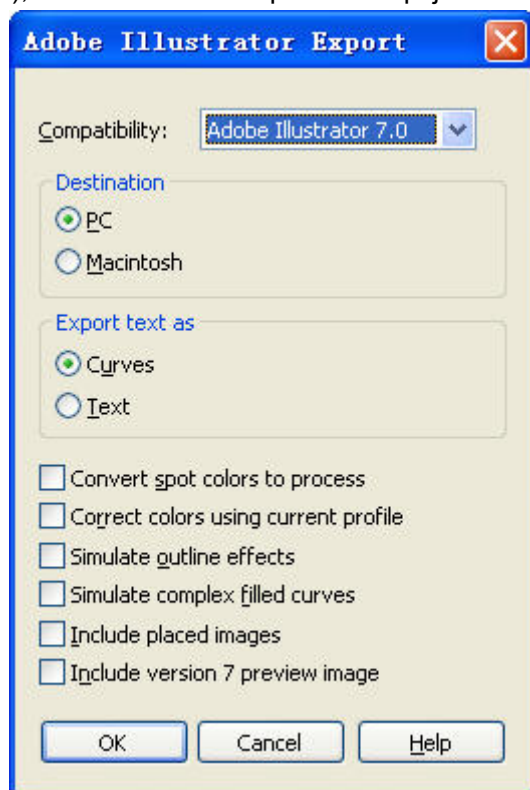 Adobe Illustrator Export
Compatibility: Adobe Illustrator 7.0
Destination
PC
Macintosh
Export text as
Curves
Text
Convert spot colors to process
Correct colors using current profile
Simulate outline effects
Simulate complex filled curves
Include placed images
Include version 7 preview image
OK Cancel Help